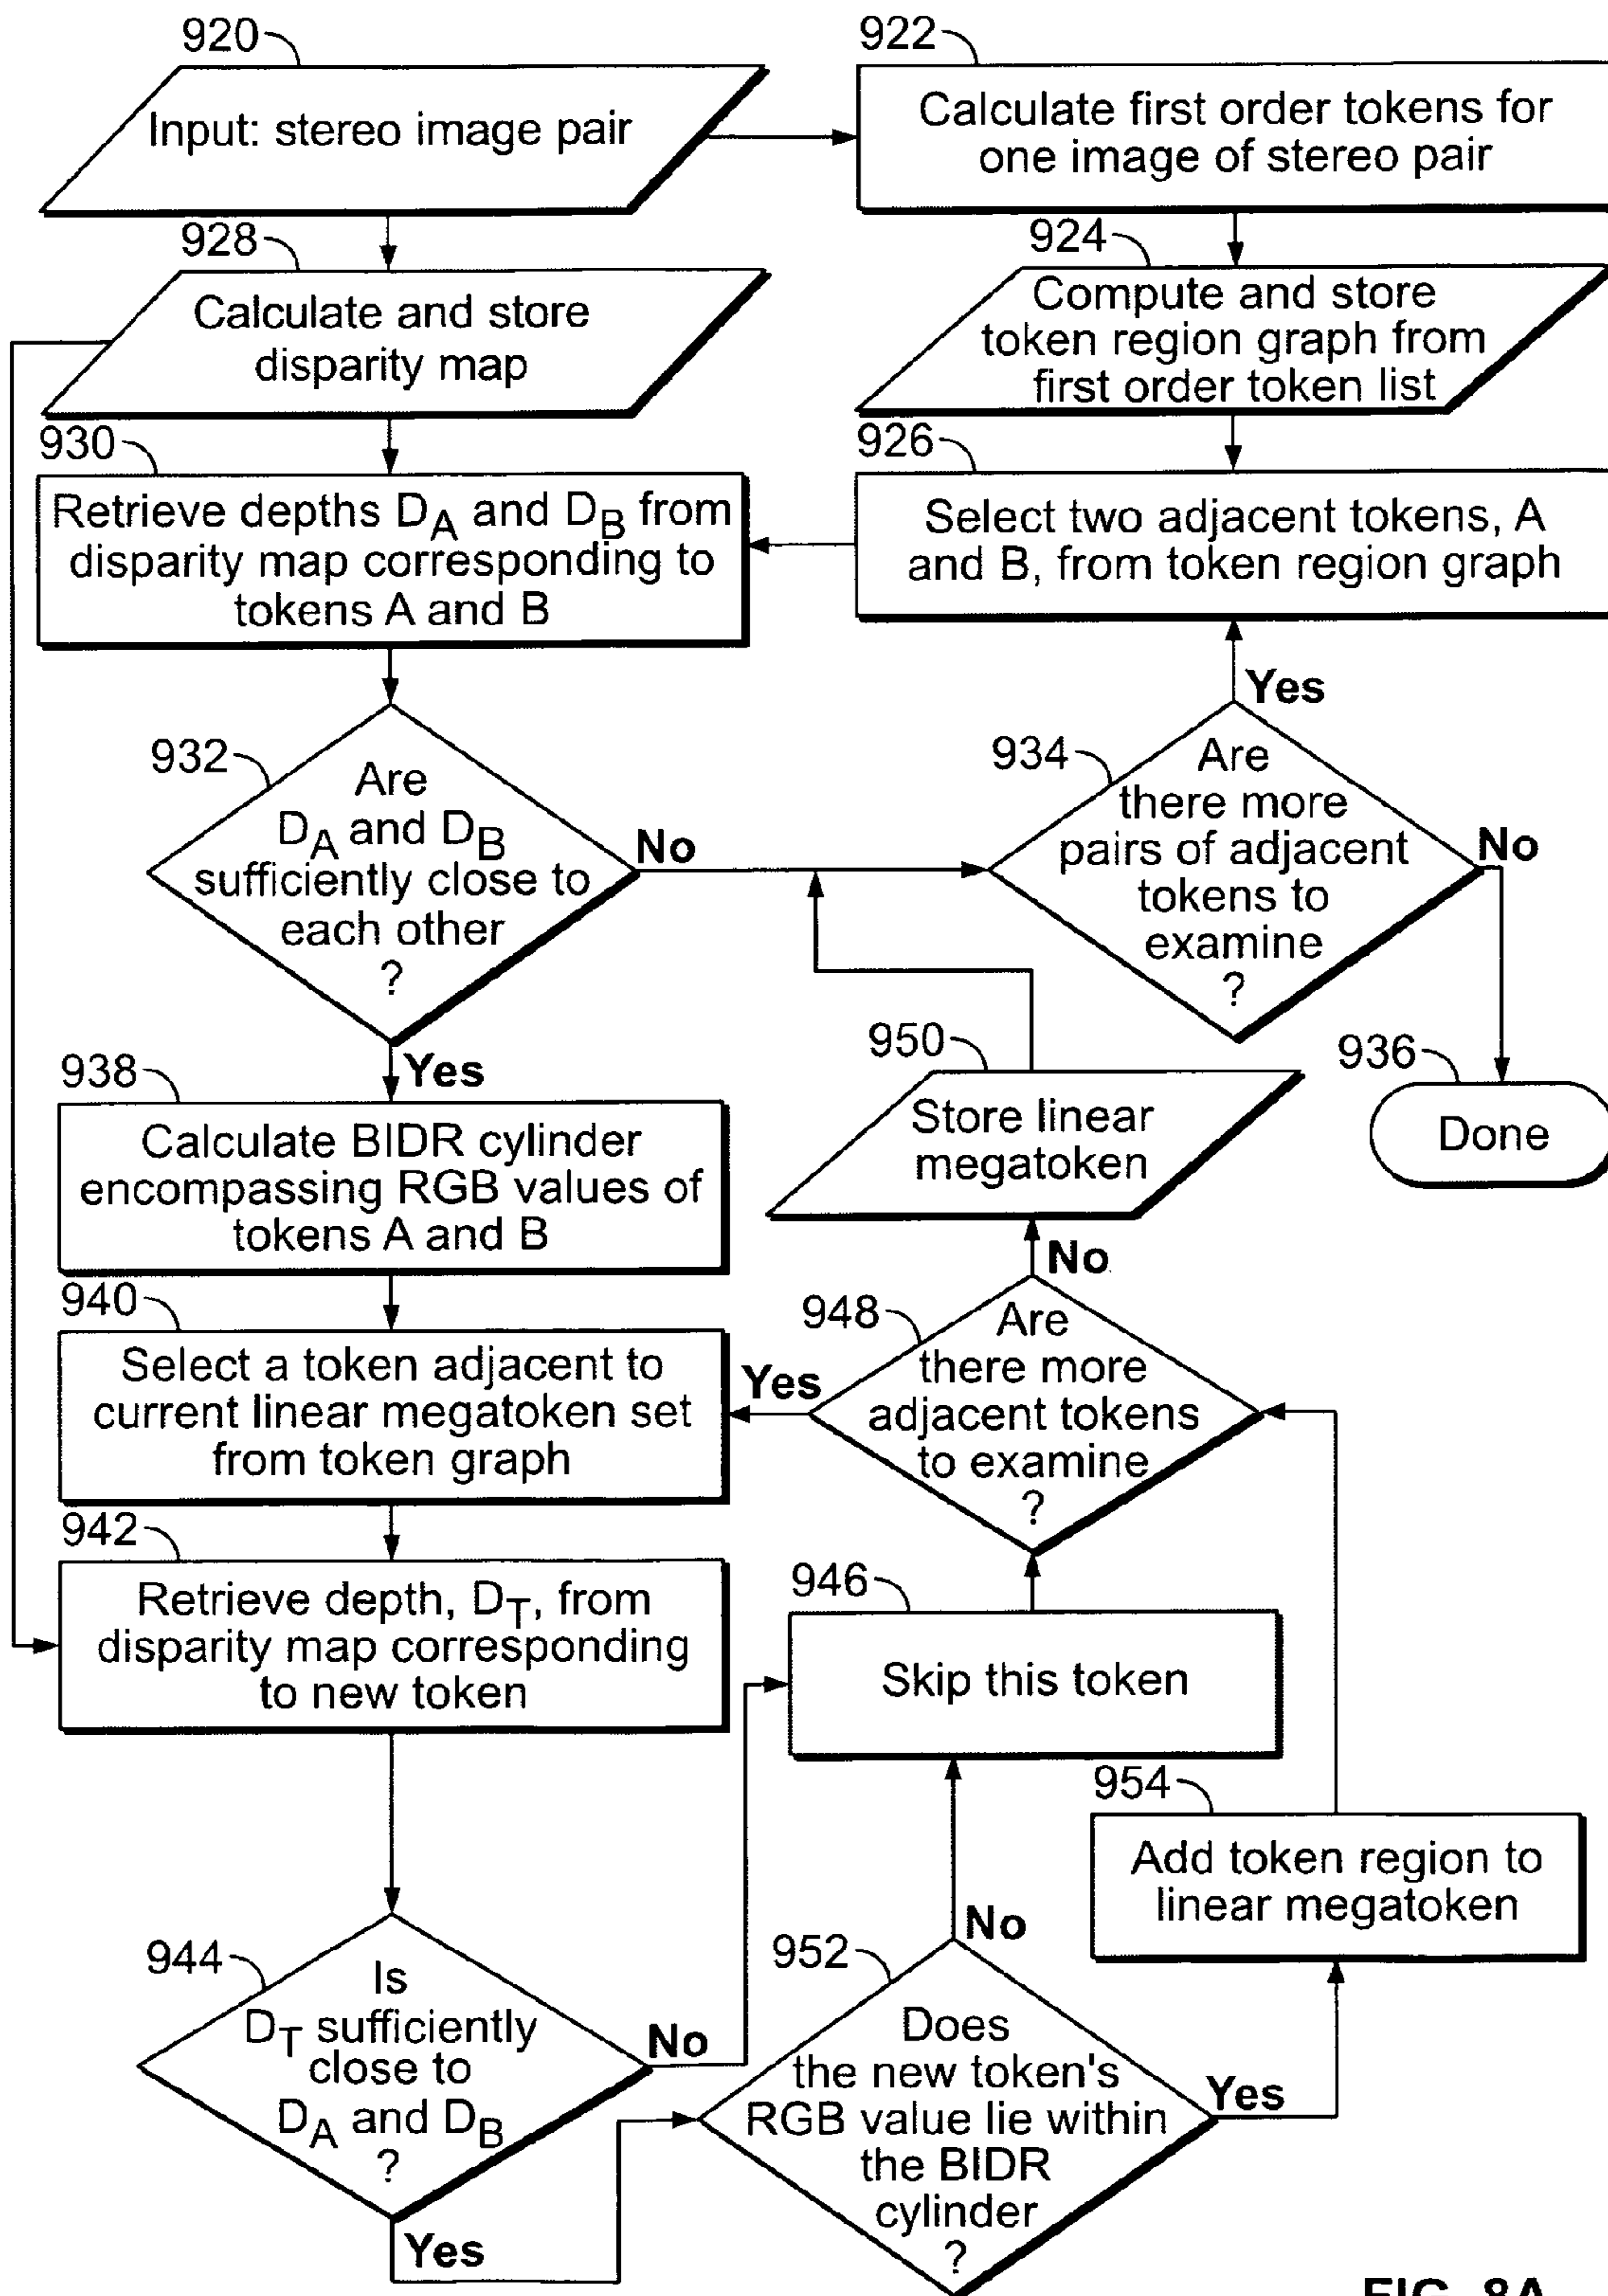 920
Input: stereo image pair
922
Calculate first order tokens for
one image of stereo pair
928
Calculate and store
disparity map
924
Compute and store
token region graph from
first order token list
930
Retrieve depths DA and DB from
disparity map corresponding to
tokens A and B
926
Select two adjacent tokens, A
and B, from token region graph
932
Are
DA and DB
sufficiently close to
each other
?
No
Yes
934
Are
there more
pairs of adjacent
tokens to
examine
?
Yes
No
936
Done
938
Calculate BIDR cylinder
encompassing RGB values of
tokens A and B
950
Store linear
megatoken
940
Select a token adjacent to
current linear megatoken set
from token graph
948
Are
there more
adjacent tokens
to examine
?
No
Yes
942
Retrieve depth, DT, from
disparity map corresponding
to new token
946
Skip this token
954
Add token region to
linear megatoken
944
Is
DT sufficiently
close to
DA and DB
?
No
Yes
952
Does
the new token's
RGB value lie within
the BIDR
cylinder
?
No
Yes
FIG. 8A